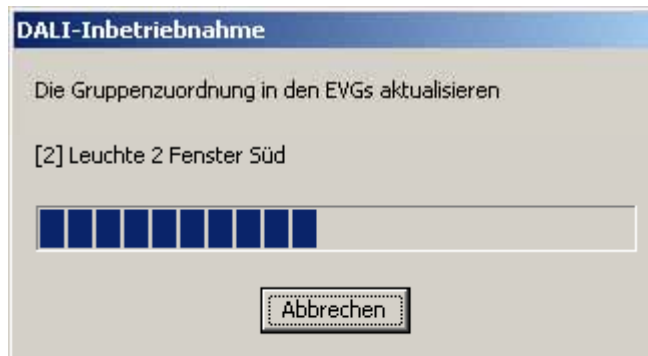 DALI-Inbetriebnahme
Die Gruppenzuordnung in den EVGs aktualisieren
[2] Leuchte 2 Fenster Süd
Abbrechen